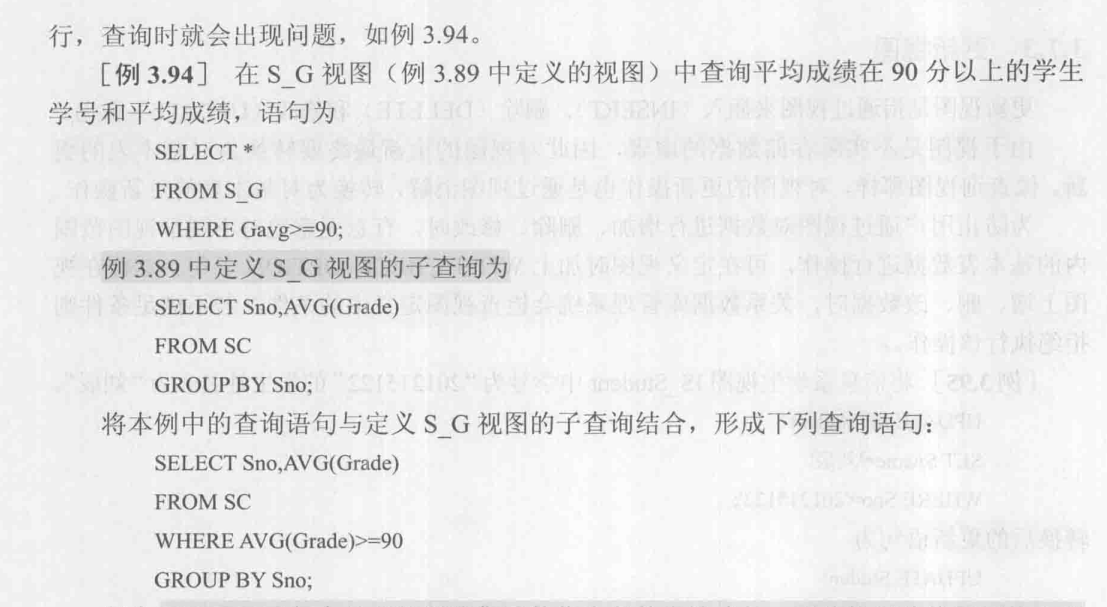 行，查询时就会出现问题，如例 3.94。
［例 3.94］ 在 S_G 视图（例 3.89 中定义的视图）中查询平均成绩在 90 分以上的学生
学号和平均成绩，语句为
SELECT *
FROM S_G
WHERE Gavg>=90;
例 3.89 中定义 S_G 视图的子查询为
SELECT Sno,AVG(Grade)
FROM SC
GROUP BY Sno;
将本例中的查询语句与定义 S_G 视图的子查询结合，形成下列查询语句：
SELECT Sno,AVG(Grade)
FROM SC
WHERE AVG(Grade)>=90
GROUP BY Sno;